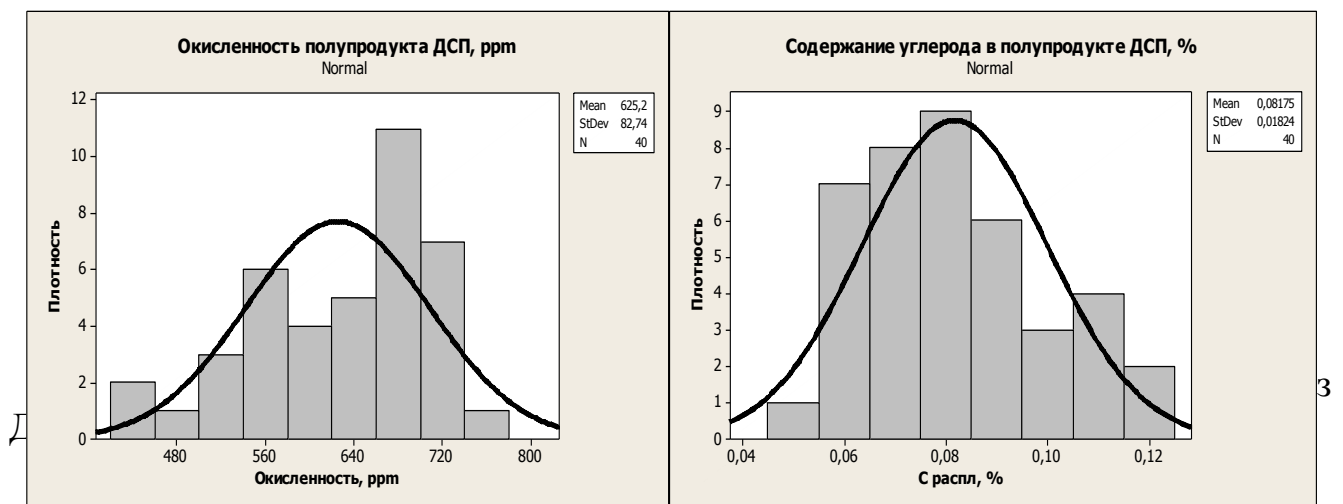 Окисленность полупродукта ДСП, ppm
Normal
Mean 625,2
StDev 82,74
N 40
Плотность
12
10
8
6
4
2
0
480 560 640 720 800
Окисленность, ppm
Содержание углерода в полупродукте ДСП, %
Normal
Mean 0,08175
StDev 0,01824
N 40
Плотность
9
8
7
6
5
4
3
2
1
0
0,04 0,06 0,08 0,10 0,12
С распл, %
Д
з